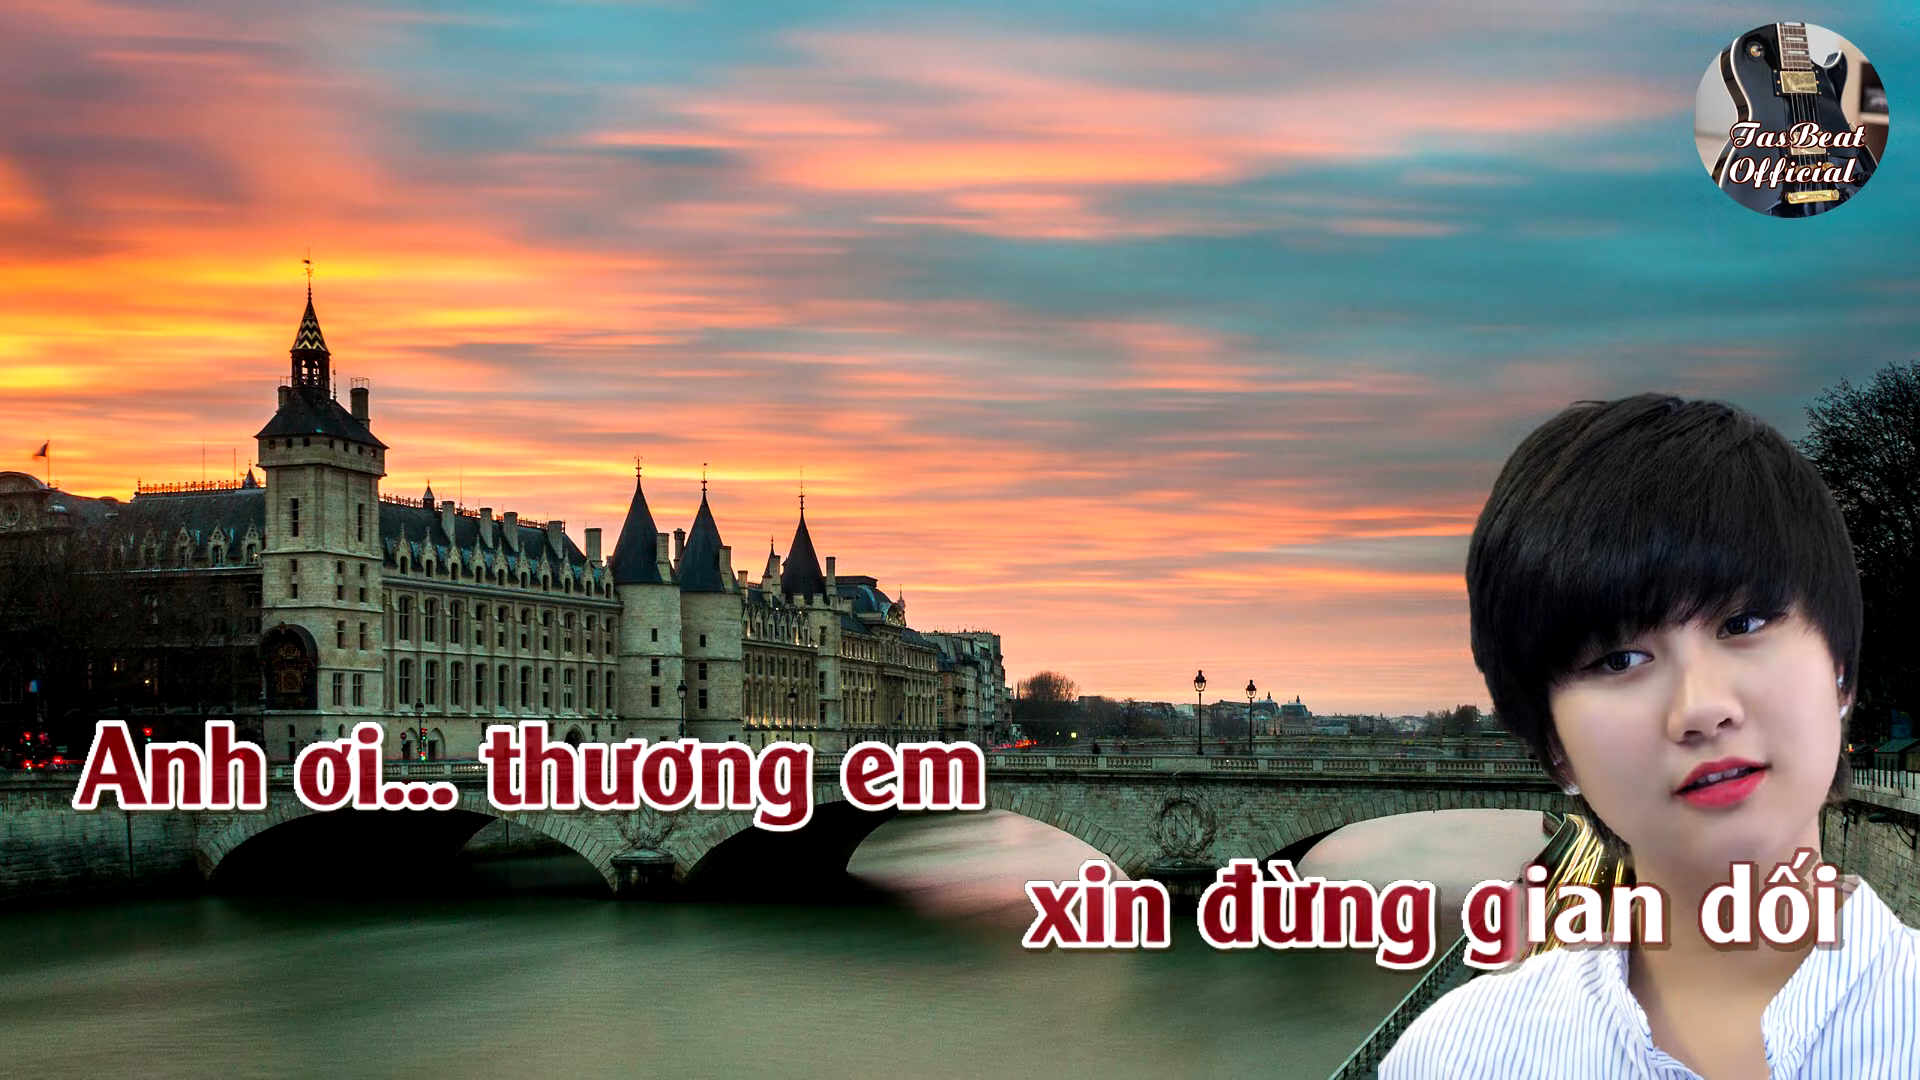 TasBeat
Official
Anh ơi... thương em
xin đừng gian dối